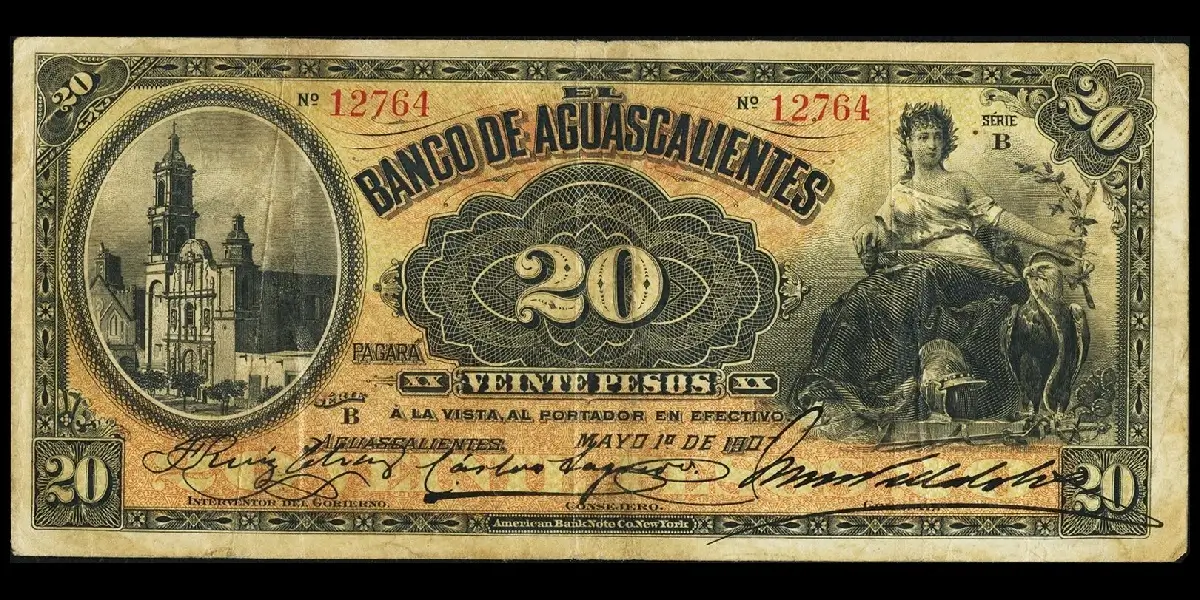 20
Nº 12764
Nº 12764
EL
BANCO DE AGUASCALIENTES
SERIE
B
20
20
PAGARÁ
XX VEINTE PESOS XX
SERIE
B
Á LA VISTA, AL PORTADOR EN EFECTIVO
AGUASCALIENTES, MAYO 1º DE 190
20
20
INTERVENTOR DEL GOBIERNO.
CONSEJERO.
American Bank Note Co. New York